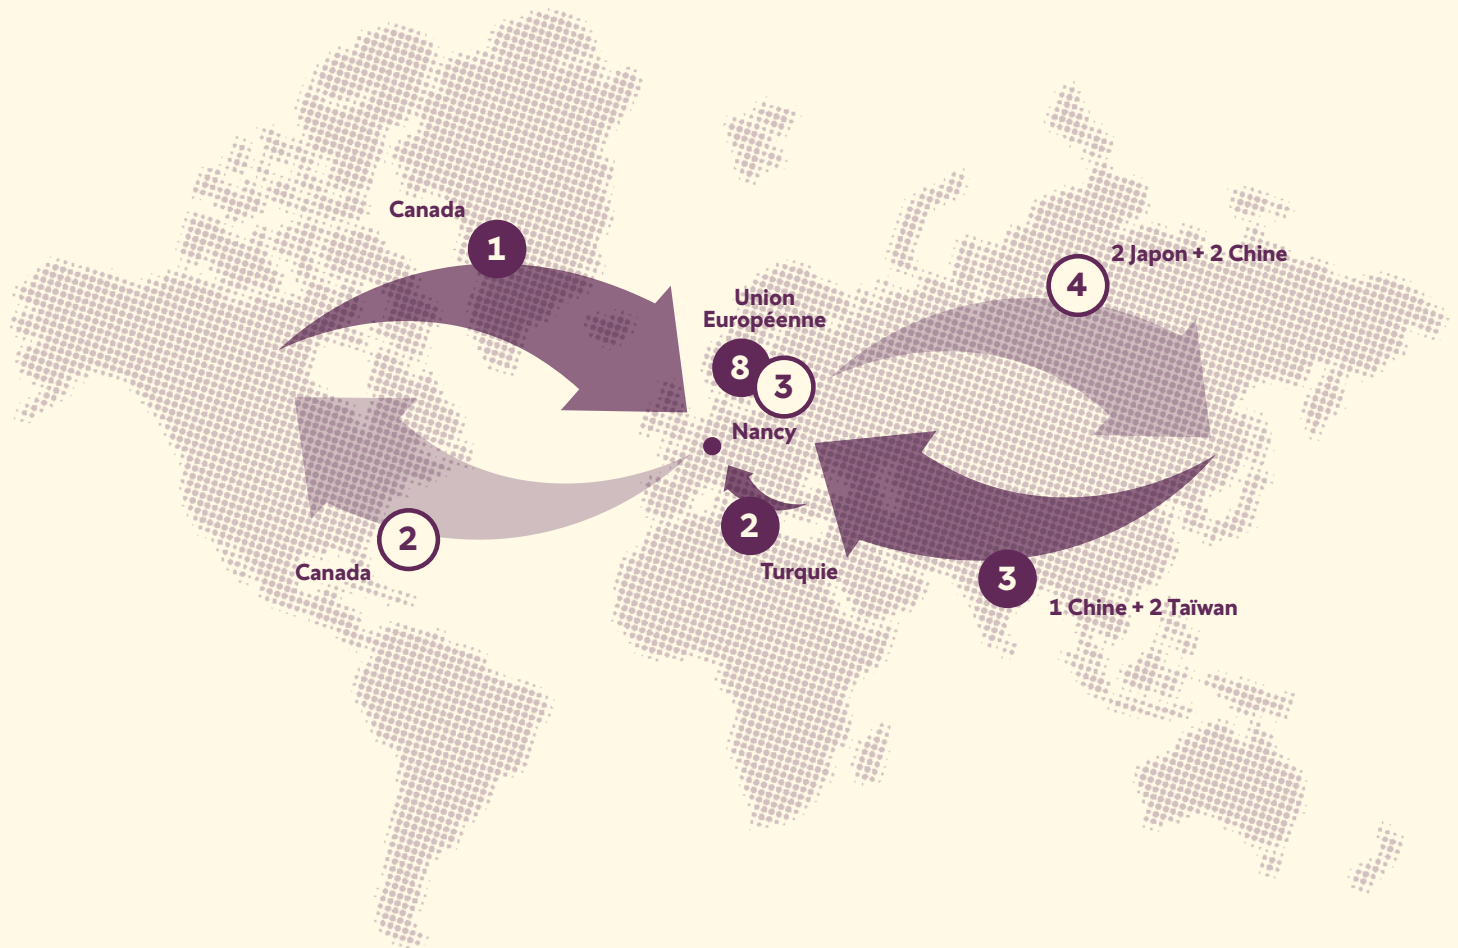 Canada
1
2 Japon + 2 Chine
4
Union
Européenne
8
3
Nancy
2
Turquie
2
Canada
3
1 Chine + 2 Taïwan